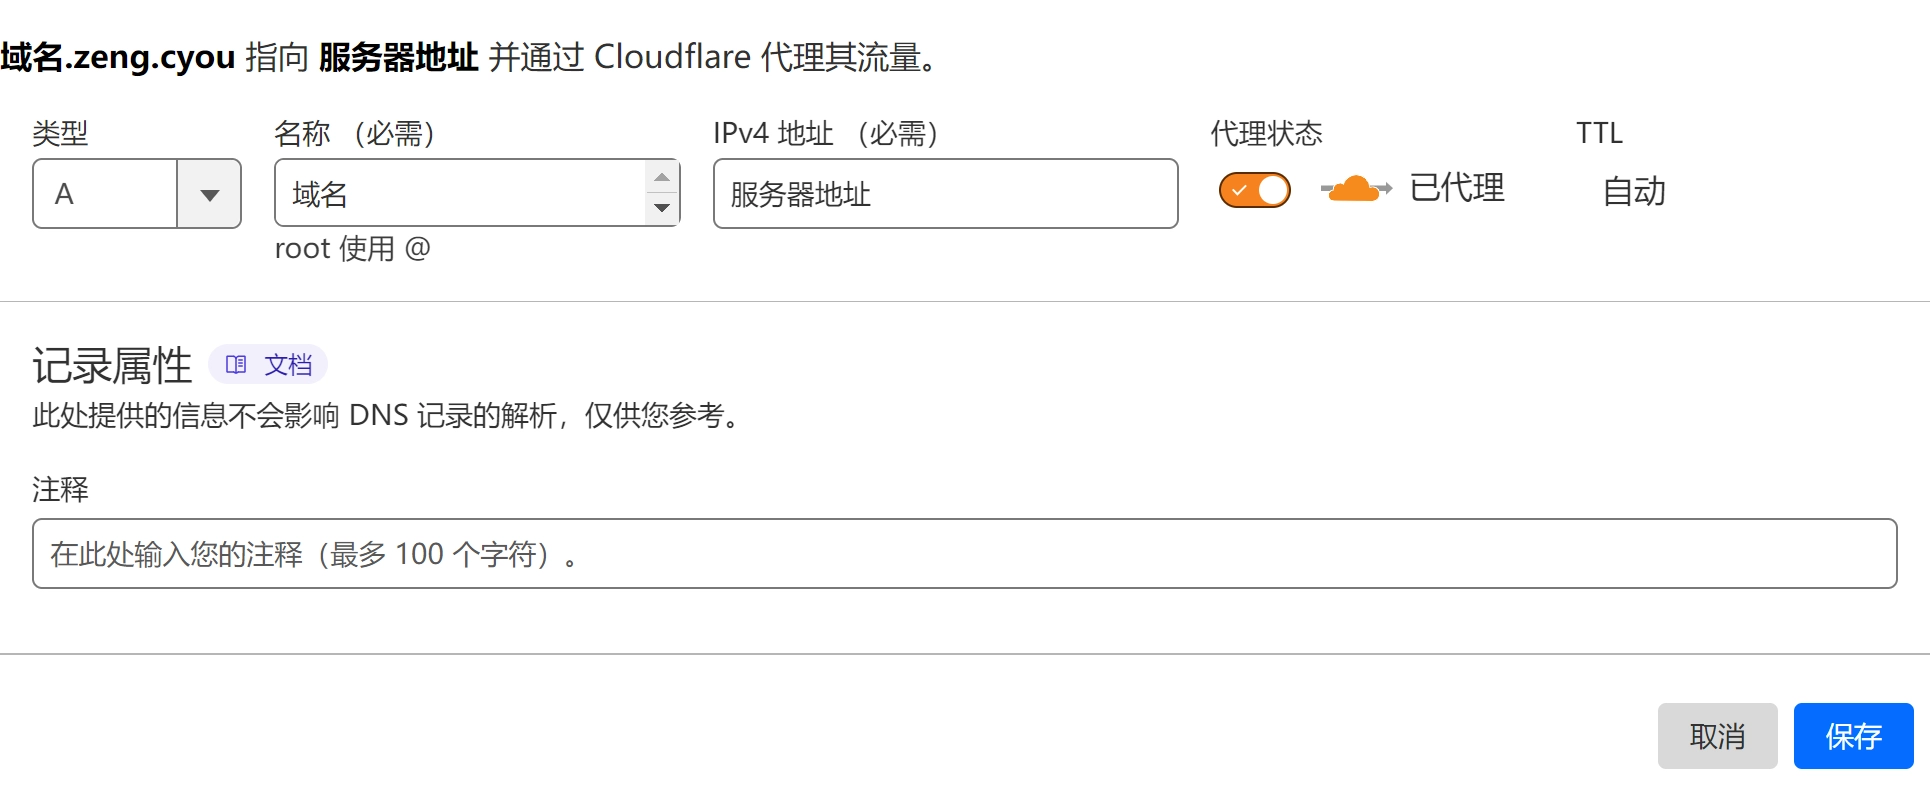 域名.zeng.cyou 指向 服务器地址 并通过 Cloudflare 代理其流量。
类型 名称 （必需） IPv4 地址 （必需） 代理状态 TTL
A 域名 服务器地址 已代理 自动
root 使用 @
记录属性 文档
此处提供的信息不会影响 DNS 记录的解析，仅供您参考。
注释
在此处输入您的注释（最多 100 个字符）。
取消 保存